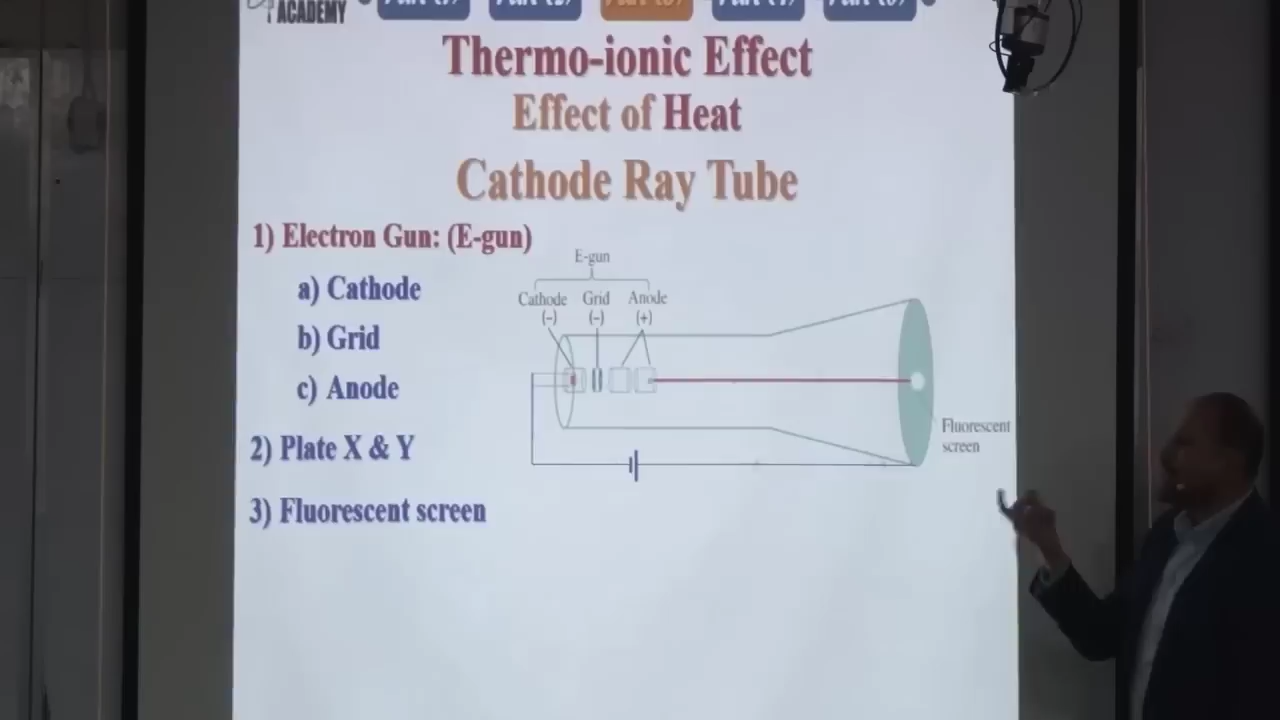 ACADEMY
Thermo-ionic Effect
Effect of Heat
Cathode Ray Tube
1) Electron Gun: (E-gun)
a) Cathode
b) Grid
c) Anode
2) Plate X & Y
3) Fluorescent screen
E-gun
Cathode Grid Anode
(-) (-) (+)
Fluorescent
screen